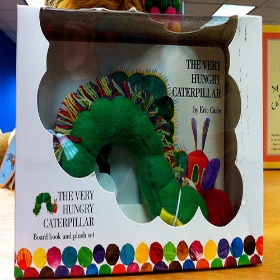 THE VERY
HUNGRY
CATERPILLAR
by Eric Carle
THE VERY
HUNGRY
CATERPILLAR
Board book and plush set